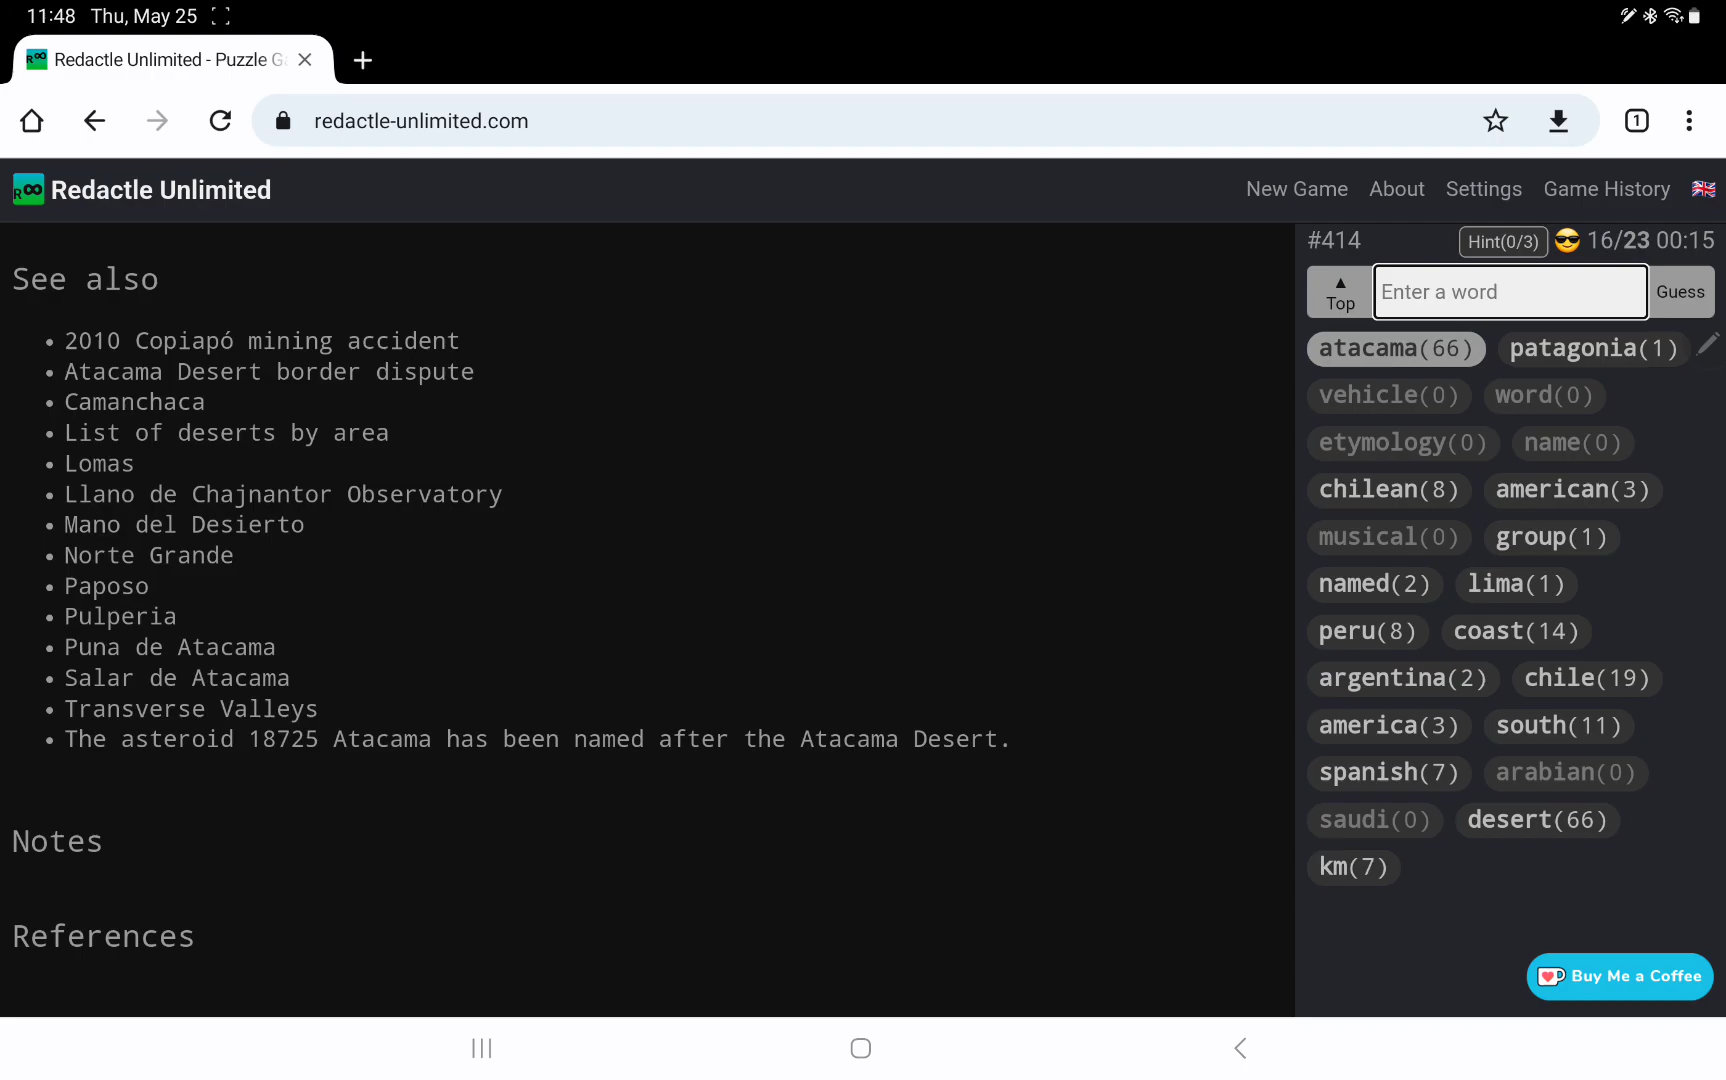 11:48 Thu, May 25
Redactle Unlimited - Puzzle G
redactle-unlimited.com
1
R∞ Redactle Unlimited
New Game About Settings Game History
See also
• 2010 Copiapó mining accident
• Atacama Desert border dispute
• Camanchaca
• List of deserts by area
• Lomas
• Llano de Chajnantor Observatory
• Mano del Desierto
• Norte Grande
• Paposo
• Pulperia
• Puna de Atacama
• Salar de Atacama
• Transverse Valleys
• The asteroid 18725 Atacama has been named after the Atacama Desert.
Notes
References
#414 Hint(0/3) 😎 16/23 00:15
▲ Top
Enter a word
Guess
atacama(66) patagonia(1)
vehicle(0) word(0)
etymology(0) name(0)
chilean(8) american(3)
musical(0) group(1)
named(2) lima(1)
peru(8) coast(14)
argentina(2) chile(19)
america(3) south(11)
spanish(7) arabian(0)
saudi(0) desert(66)
km(7)
Buy Me a Coffee